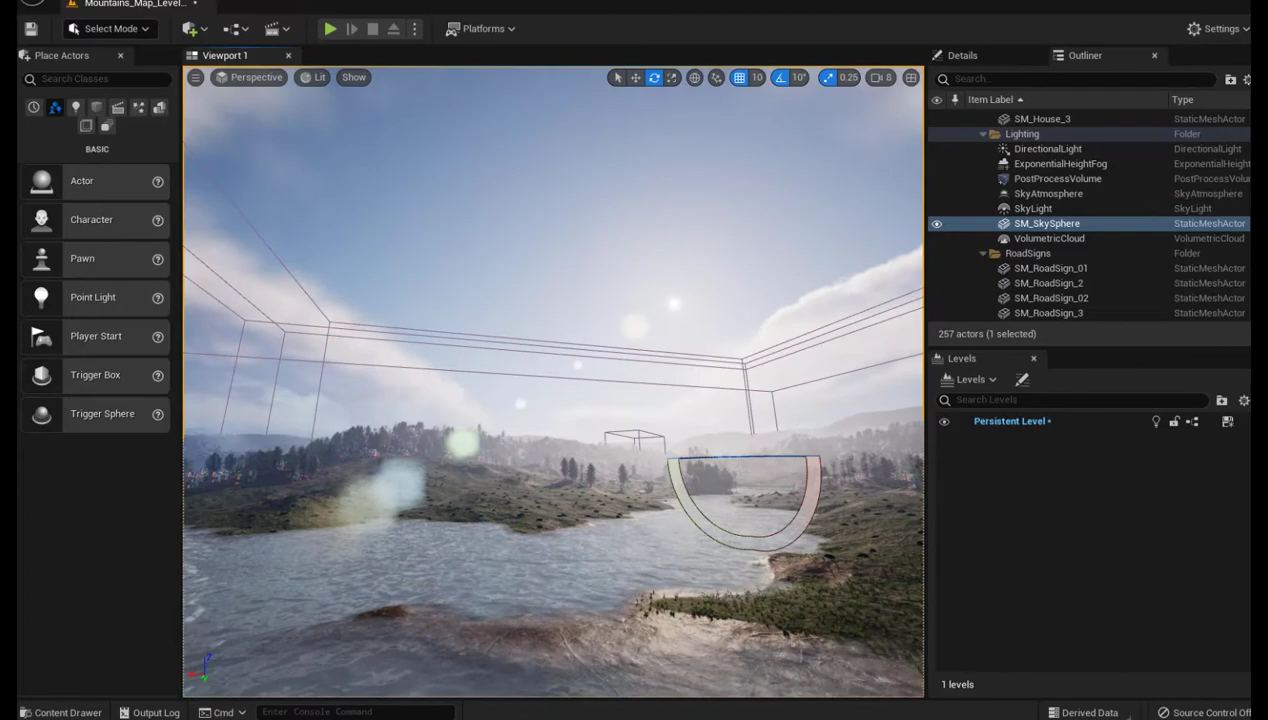 Mountains_Map_Level... •
Select Mode
Platforms
Settings
Place Actors
Viewport 1
Details
Outliner
Search Classes
Perspective
Lit
Show
10
10°
0.25
8
Search...
Item Label
Type
SM_House_3 StaticMeshActor
Lighting Folder
DirectionalLight DirectionalLight
ExponentialHeightFog ExponentialHeight
PostProcessVolume PostProcessVolu
SkyAtmosphere SkyAtmosphere
SkyLight SkyLight
SM_SkySphere StaticMeshActor
VolumetricCloud VolumetricCloud
RoadSigns Folder
SM_RoadSign_01 StaticMeshActor
SM_RoadSign_2 StaticMeshActor
SM_RoadSign_02 StaticMeshActor
SM_RoadSign_3 StaticMeshActor
257 actors (1 selected)
BASIC
Actor
Character
Pawn
Point Light
Player Start
Trigger Box
Trigger Sphere
Levels
Levels
Search Levels
Persistent Level •
1 levels
Z
Content Drawer
Output Log
Cmd
Enter Console Command
Derived Data
Source Control Off